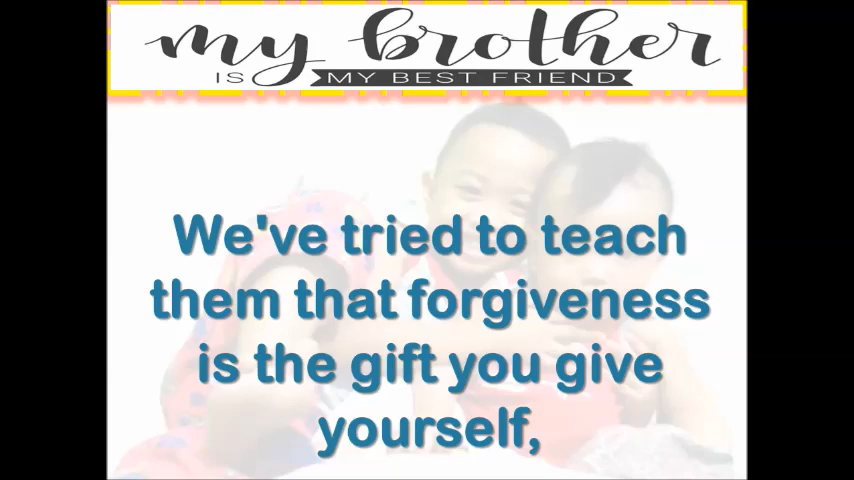 my brother
IS MY BEST FRIEND
We've tried to teach
them that forgiveness
is the gift you give
yourself,